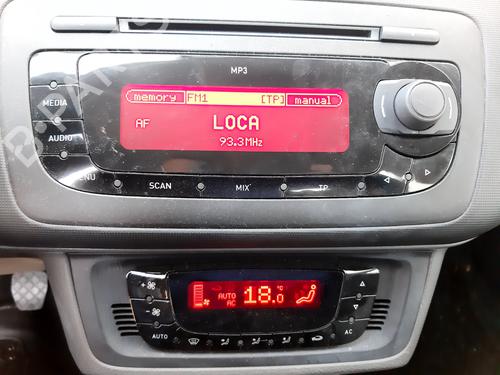 MP3
memory FM1 [TP] manual
MEDIA
AF LOCA
AUDIO
93.3MHz
SCAN MIX TP
AUTO 18.0 °C
AC
AUTO AC
B-PARTS